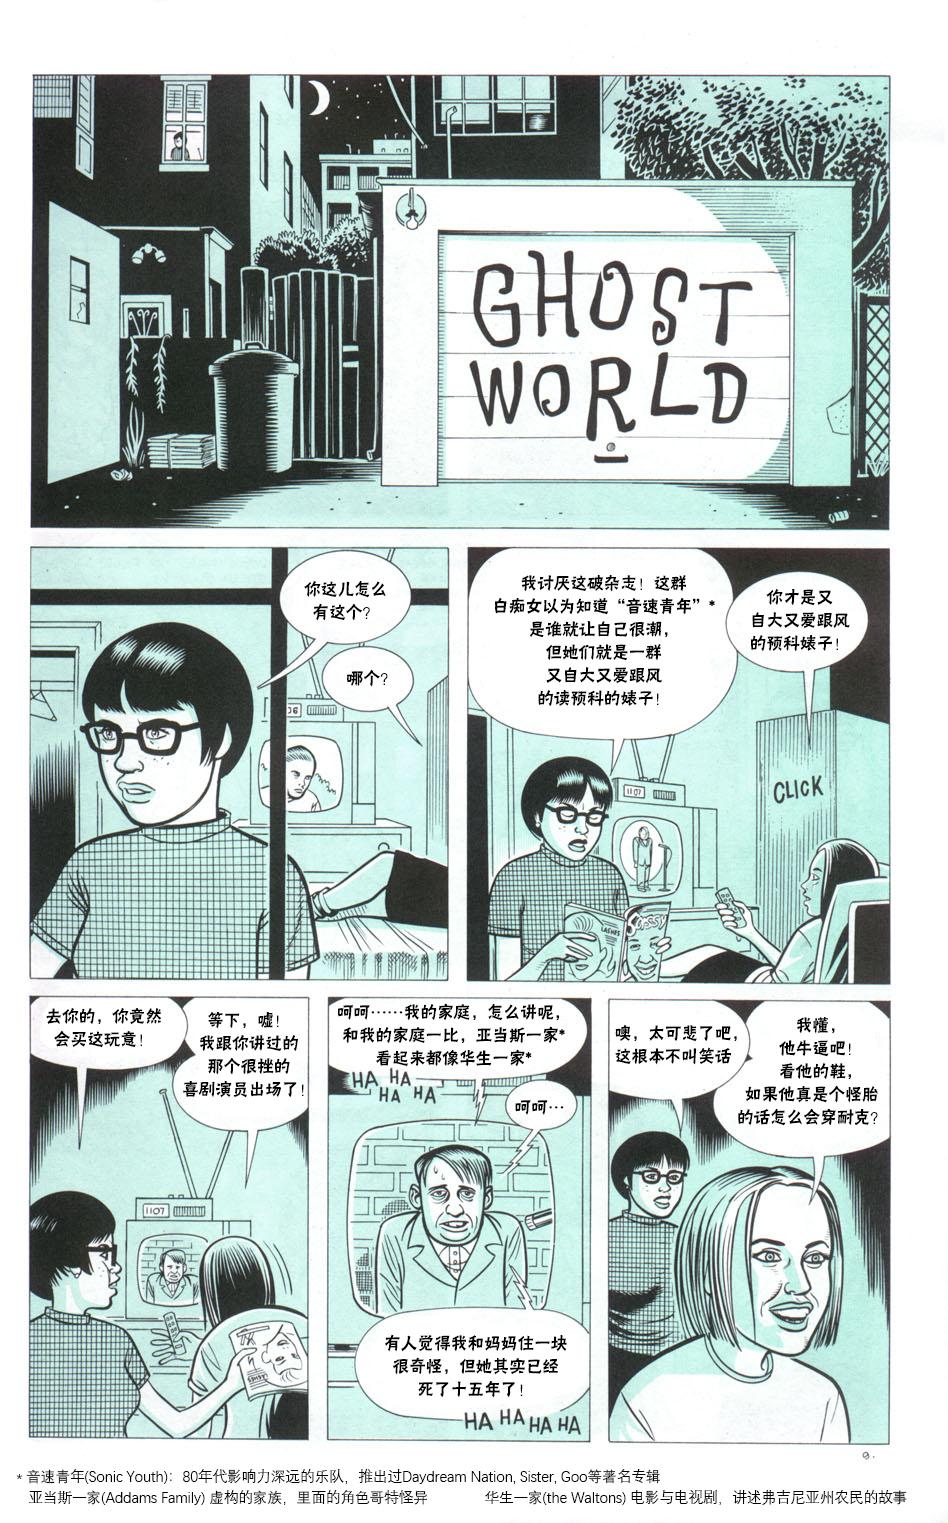 GHOST
WORLD
你这儿怎么
有这个?
哪个?
我讨厌这破杂志！这群
白痴女以为知道“音速青年”*
是谁就让自己很潮，
但她们就是一群
又自大又爱跟风
的读预科的婊子！
你才是又
自大又爱跟风
的预科婊子！
1107
CLICK
LASHES
SASSY
去你的，你竟然
会买这玩意！
等下，嘘！
我跟你讲过的
那个很挫的
喜剧演员出场了！
1107
呵呵……我的家庭，怎么讲呢，
和我的家庭一比，亚当斯一家*
看起来都像华生一家*
HA HA
HA HA
呵呵…
有人觉得我和妈妈住一块
很奇怪，但她其实已经
死了十五年了！
HA HA HA HA
噢，太可悲了吧，
这根本不叫笑话
我懂，
他牛逼吧！
看他的鞋，
如果他真是个怪胎
的话怎么会穿耐克?
9.
* 音速青年(Sonic Youth)：80年代影响力深远的乐队，推出过Daydream Nation, Sister, Goo等著名专辑
亚当斯一家(Addams Family) 虚构的家族，里面的角色哥特怪异 华生一家(the Waltons) 电影与电视剧，讲述弗吉尼亚州农民的故事